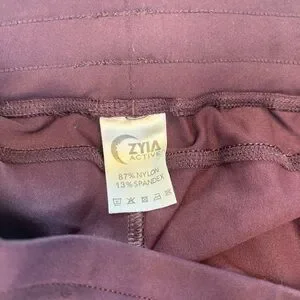 ZYIA
ACTIVE
87% NYLON
13% SPANDEX